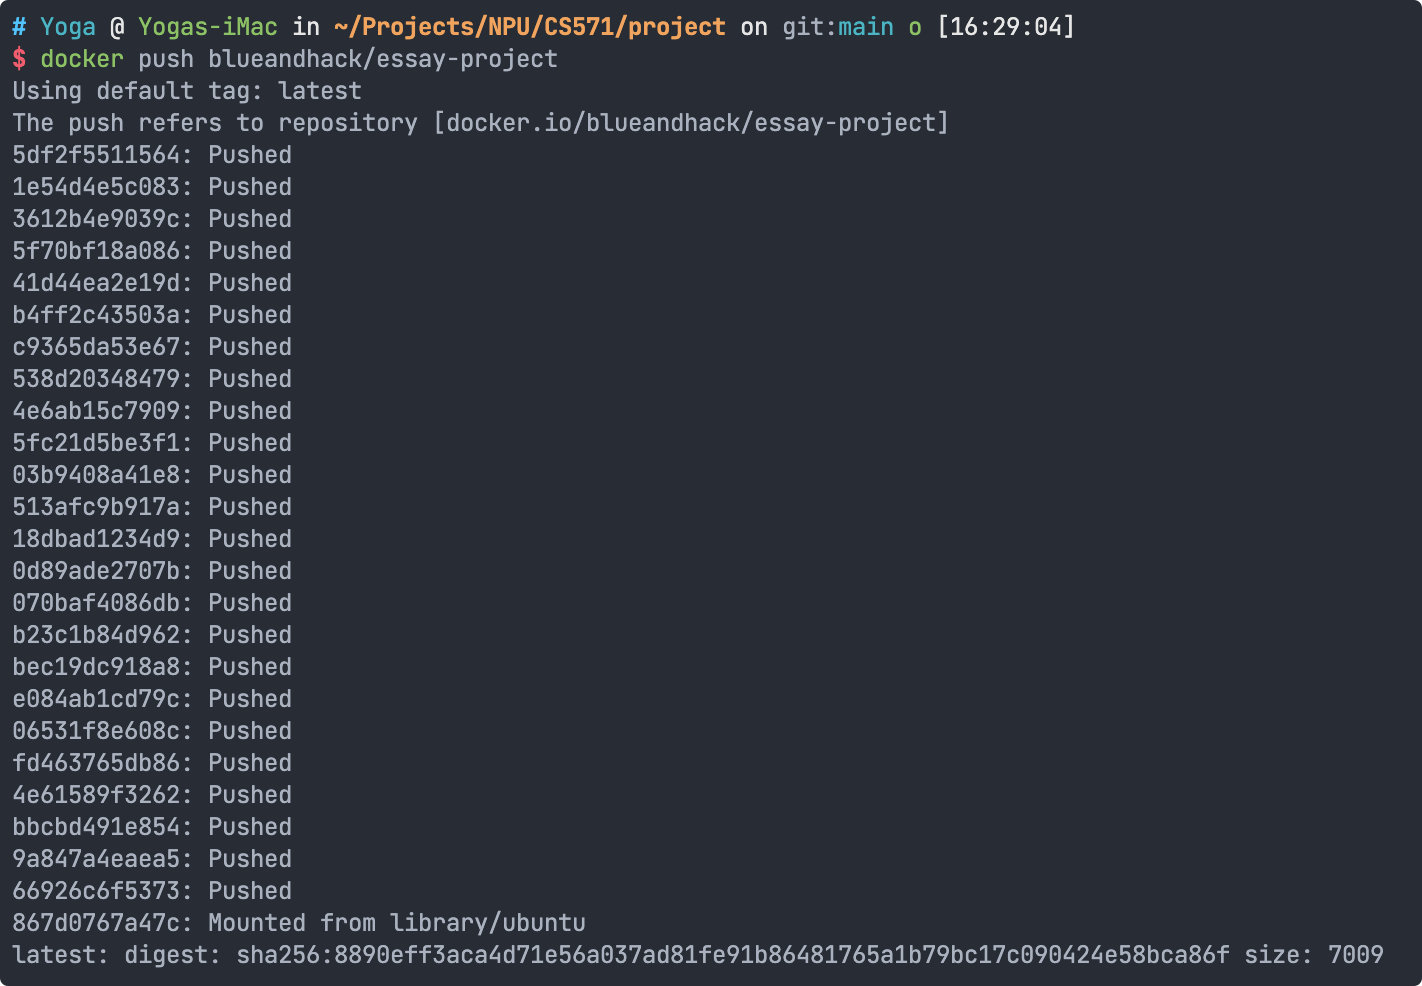 # Yoga @ Yogas-iMac in ~/Projects/NPU/CS571/project on git:main o [16:29:04]
$ docker push blueandhack/essay-project
Using default tag: latest
The push refers to repository [docker.io/blueandhack/essay-project]
5df2f5511564: Pushed
1e54d4e5c083: Pushed
3612b4e9039c: Pushed
5f70bf18a086: Pushed
41d44ea2e19d: Pushed
b4ff2c43503a: Pushed
c9365da53e67: Pushed
538d20348479: Pushed
4e6ab15c7909: Pushed
5fc21d5be3f1: Pushed
03b9408a41e8: Pushed
513afc9b917a: Pushed
18dbad1234d9: Pushed
0d89ade2707b: Pushed
070baf4086db: Pushed
b23c1b84d962: Pushed
bec19dc918a8: Pushed
e084ab1cd79c: Pushed
06531f8e608c: Pushed
fd463765db86: Pushed
4e61589f3262: Pushed
bbcbd491e854: Pushed
9a847a4eaea5: Pushed
66926c6f5373: Pushed
867d0767a47c: Mounted from library/ubuntu
latest: digest: sha256:8890eff3aca4d71e56a037ad81fe91b86481765a1b79bc17c090424e58bca86f size: 7009